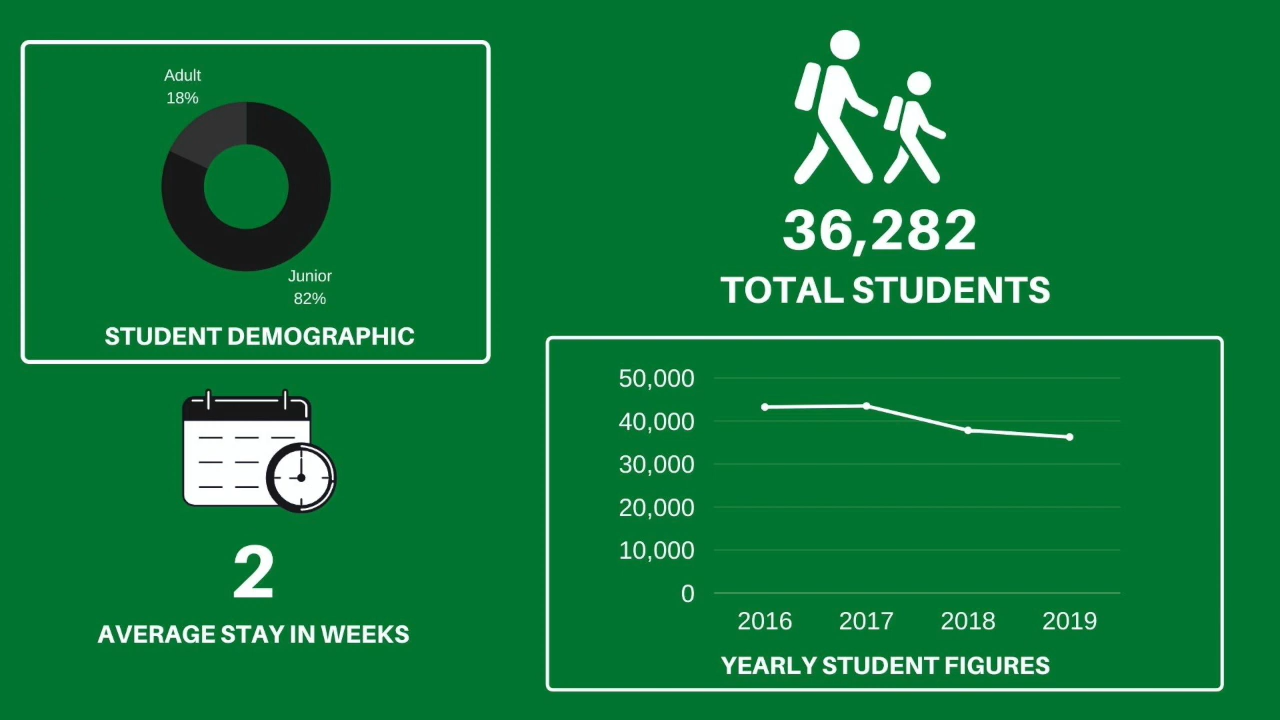 Adult
18%
Junior
82%
STUDENT DEMOGRAPHIC
2
AVERAGE STAY IN WEEKS
36,282
TOTAL STUDENTS
50,000
40,000
30,000
20,000
10,000
0
2016 2017 2018 2019
YEARLY STUDENT FIGURES